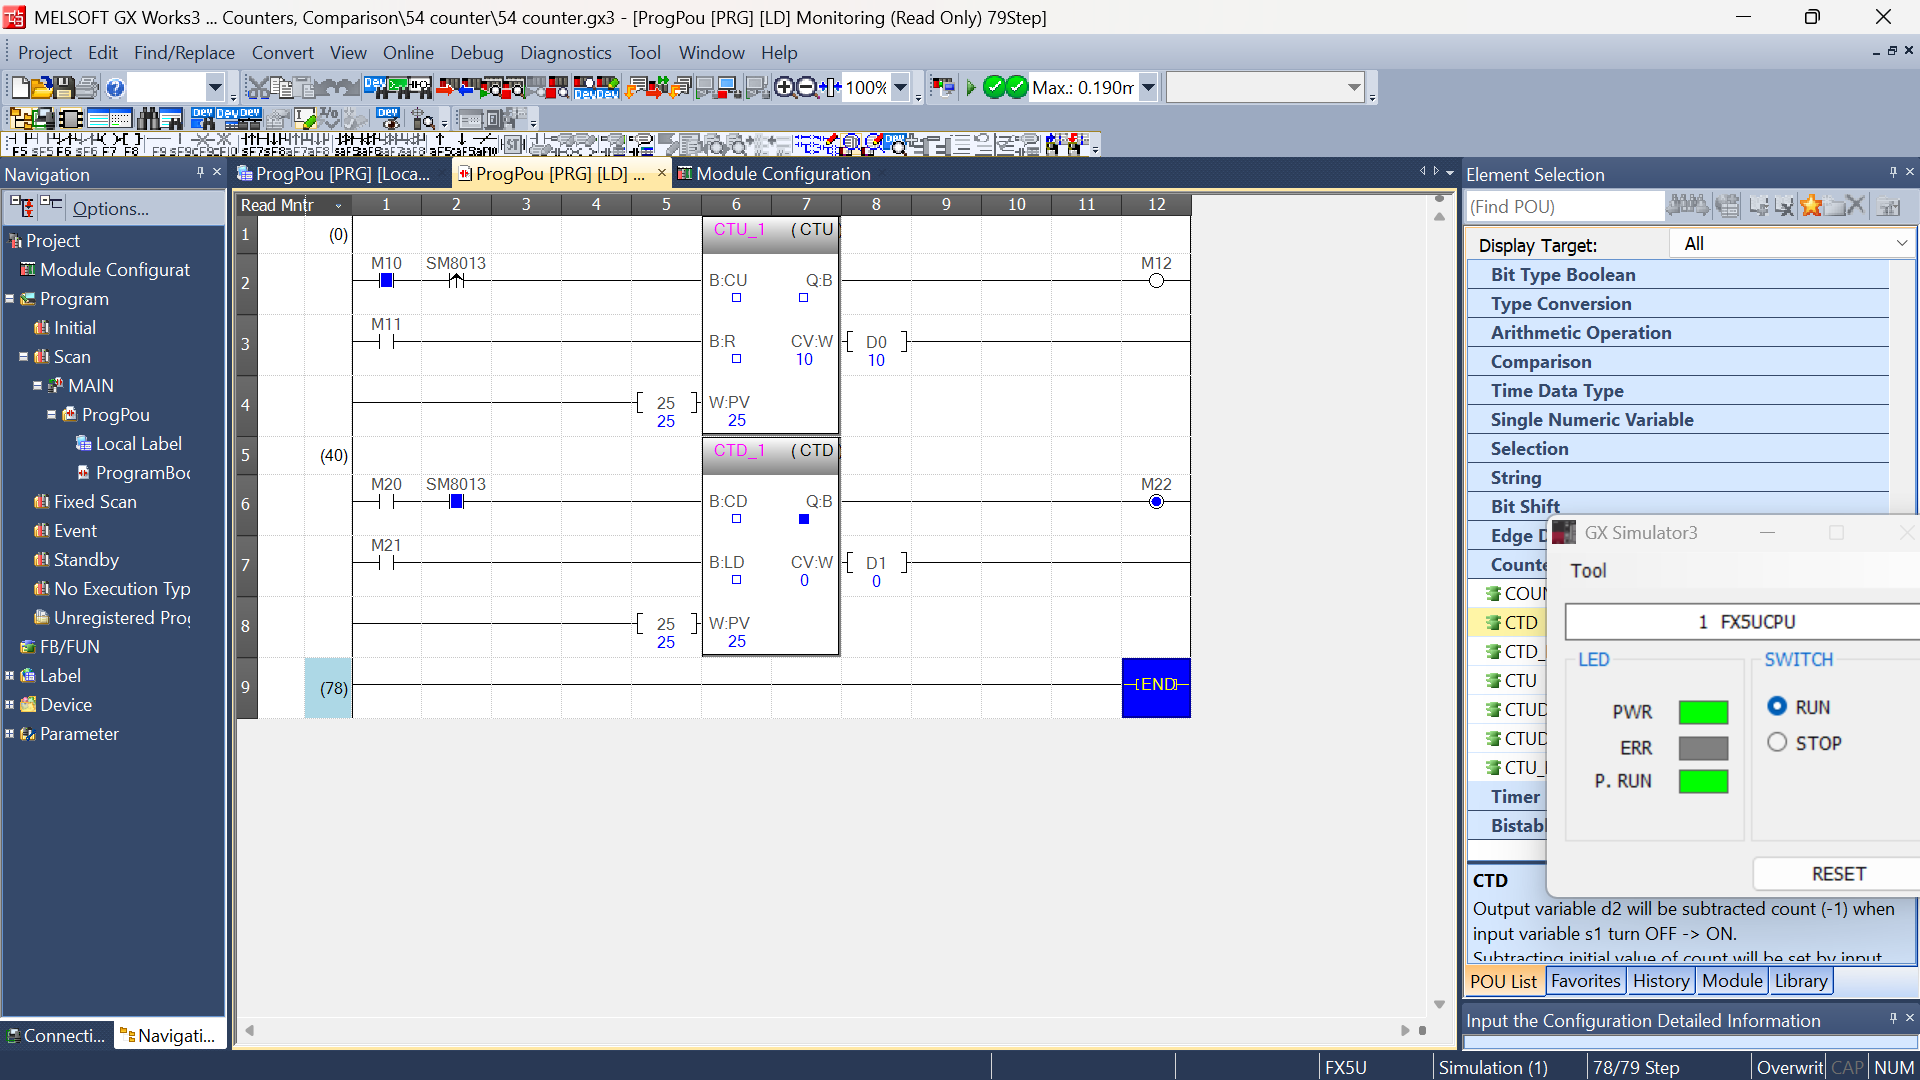 MELSOFT GX Works3 ... Counters, Comparison\54 counter\54 counter.gx3 - [ProgPou [PRG] [LD] Monitoring (Read Only) 79Step]
Project Edit Find/Replace Convert View Online Debug Diagnostics Tool Window Help
100% Max.: 0.190m
Navigation
Options...
Project
Module Configurat
Program
Initial
Scan
MAIN
ProgPou
Local Label
ProgramBoc
Fixed Scan
Event
Standby
No Execution Typ
Unregistered Prog
FB/FUN
Label
Device
Parameter
Connecti... Navigati...
ProgPou [PRG] [Loca... ProgPou [PRG] [LD] ... Module Configuration
Read Mntr 1 2 3 4 5 6 7 8 9 10 11 12
1 (0) CTU_1 (CTU)
M10 SM8013 M12
2 B:CU Q:B
M11
3 B:R CV:W D0
10 10
4 25 W:PV
25 25
5 (40) CTD_1 (CTD)
M20 SM8013 M22
6 B:CD Q:B
M21
7 B:LD CV:W D1
0 0
8 25 W:PV
25 25
9 (78) END
Element Selection
(Find POU)
Display Target: All
Bit Type Boolean
Type Conversion
Arithmetic Operation
Comparison
Time Data Type
Single Numeric Variable
Selection
String
Bit Shift
Edge D
Counte
COUN
CTD
CTD_
CTU
CTUD
CTUD
CTU_
Timer
Bistabl
GX Simulator3
Tool
1 FX5UCPU
LED SWITCH
PWR RUN
ERR STOP
P. RUN
RESET
CTD
Output variable d2 will be subtracted count (-1) when
input variable s1 turn OFF -> ON.
Subtracting initial value of count will be set by input
POU List Favorites History Module Library
Input the Configuration Detailed Information
FX5U Simulation (1) 78/79 Step Overwrit CAP NUM